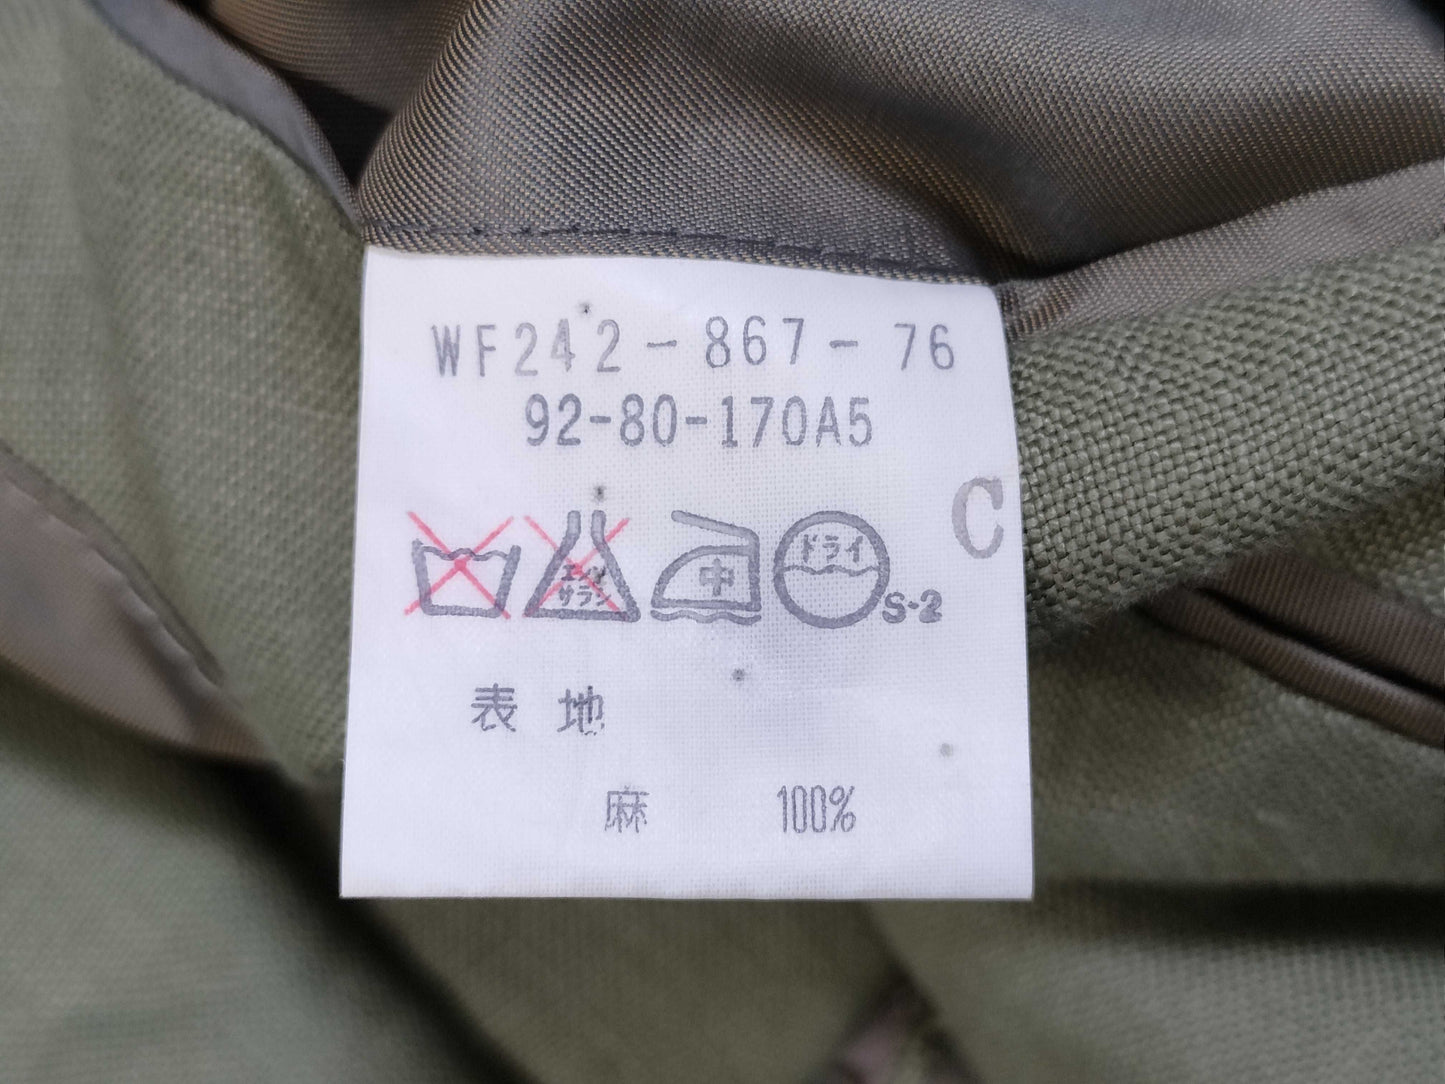 WF242-867-76
92-80-170A5
C
エンソ サラシ 中 ドライ S-2
表地
麻 100%